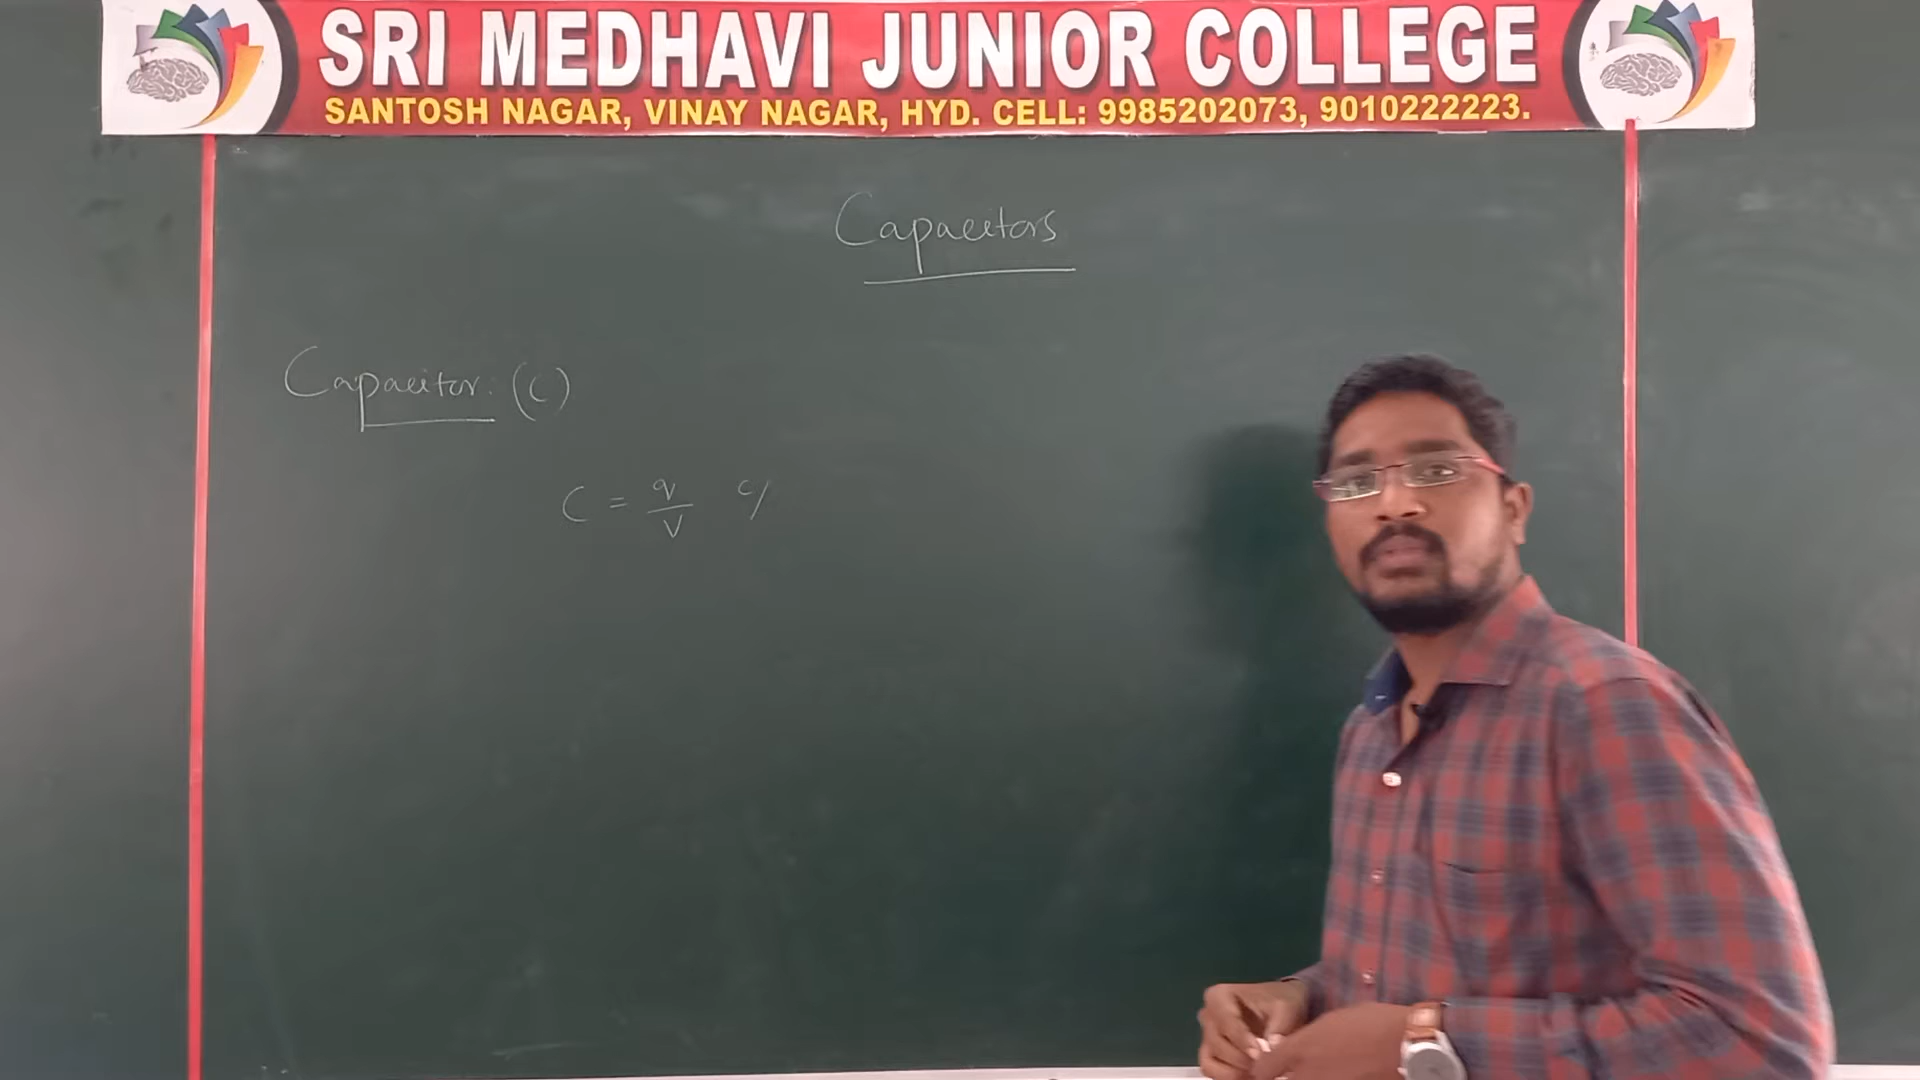 SRI MEDHAVI JUNIOR COLLEGE
SANTOSH NAGAR, VINAY NAGAR, HYD. CELL: 9985202073, 9010222223.
Capacitors
Capacitor: (C)
C = q/V C/